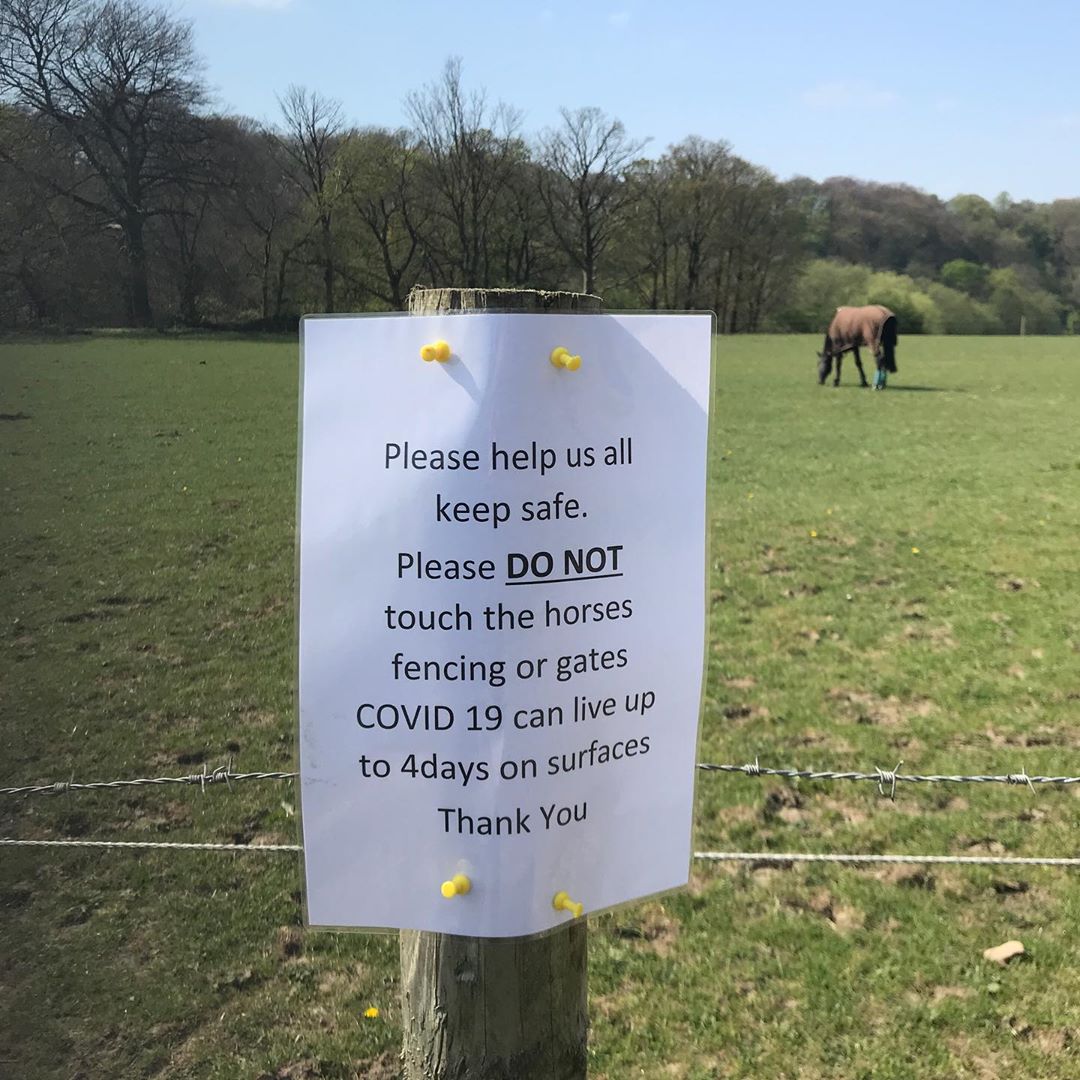 Please help us all
keep safe.
Please DO NOT
touch the horses
fencing or gates
COVID 19 can live up
to 4days on surfaces
Thank You